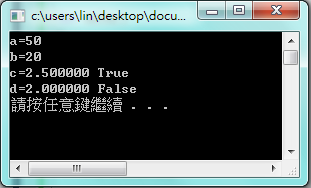 c:\users\lin\desktop\docu...
a=50
b=20
c=2.500000 True
d=2.000000 False
請按任意鍵繼續 . . .